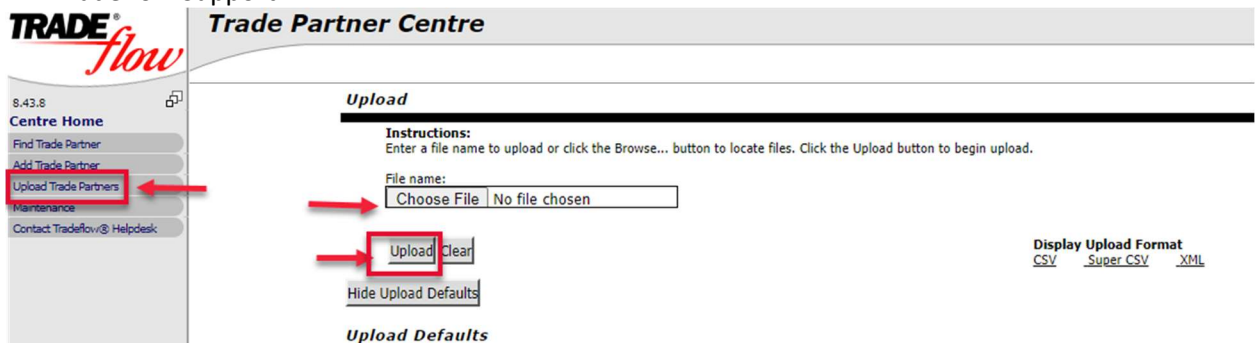 TRADE®
flow
Trade Partner Centre
8.43.8
Centre Home
Find Trade Partner
Add Trade Partner
Upload Trade Partners
Maintenance
Contact Tradeflow® Helpdesk
Upload
Instructions:
Enter a file name to upload or click the Browse... button to locate files. Click the Upload button to begin upload.
File name:
Choose File No file chosen
Upload Clear
Display Upload Format
CSV Super CSV XML
Hide Upload Defaults
Upload Defaults